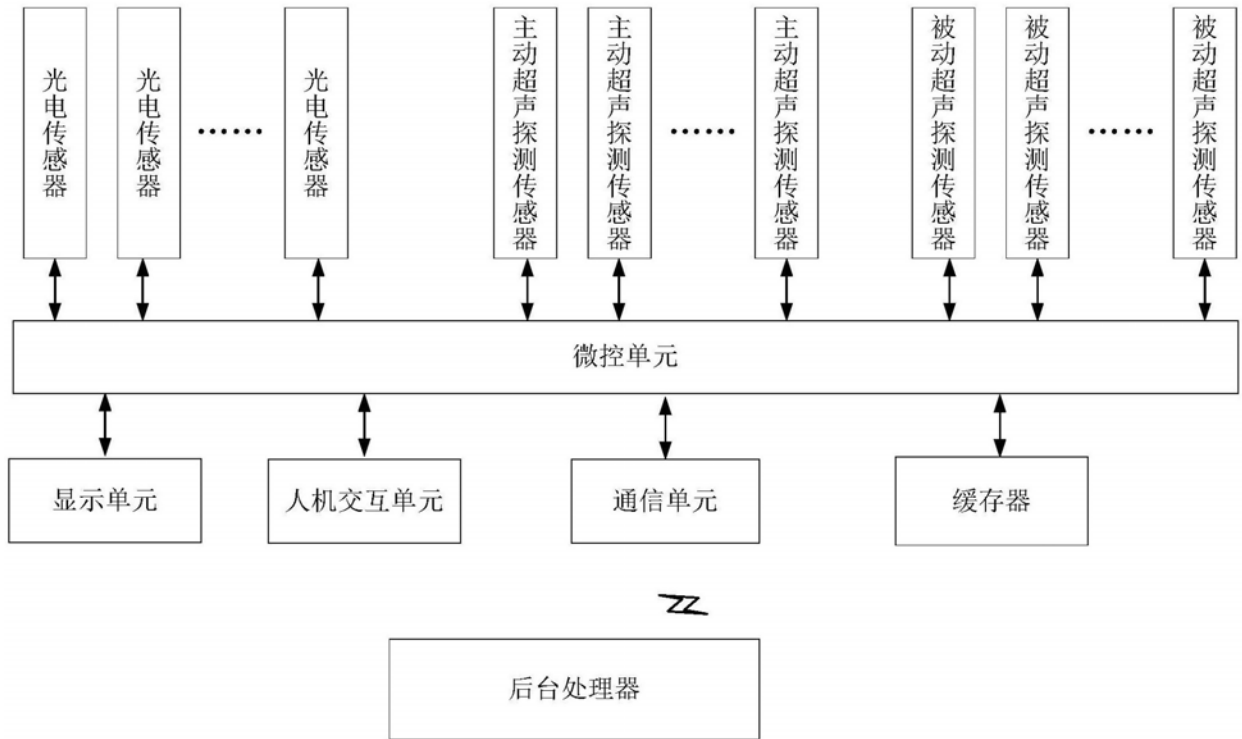 光电传感器
光电传感器
……
光电传感器
主动超声探测传感器
主动超声探测传感器
……
主动超声探测传感器
被动超声探测传感器
被动超声探测传感器
……
被动超声探测传感器
微控单元
显示单元
人机交互单元
通信单元
缓存器
后台处理器